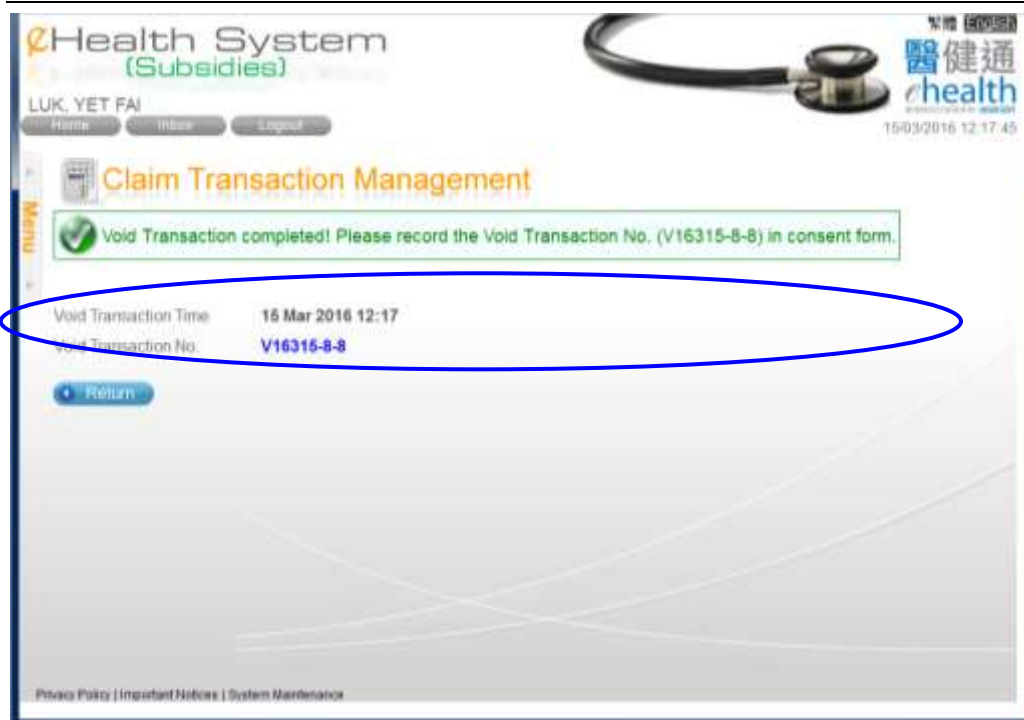 繁體 English
eHealth System
(Subsidies)
醫健通
ehealth
LUK, YET FAI
Home Inbox Logout
15/03/2016 12:17:45
Claim Transaction Management
Menu
Void Transaction completed! Please record the Void Transaction No. (V16315-8-8) in consent form.
Void Transaction Time 15 Mar 2016 12:17
Void Transaction No. V16315-8-8
Return
Privacy Policy | Important Notices | System Maintenance